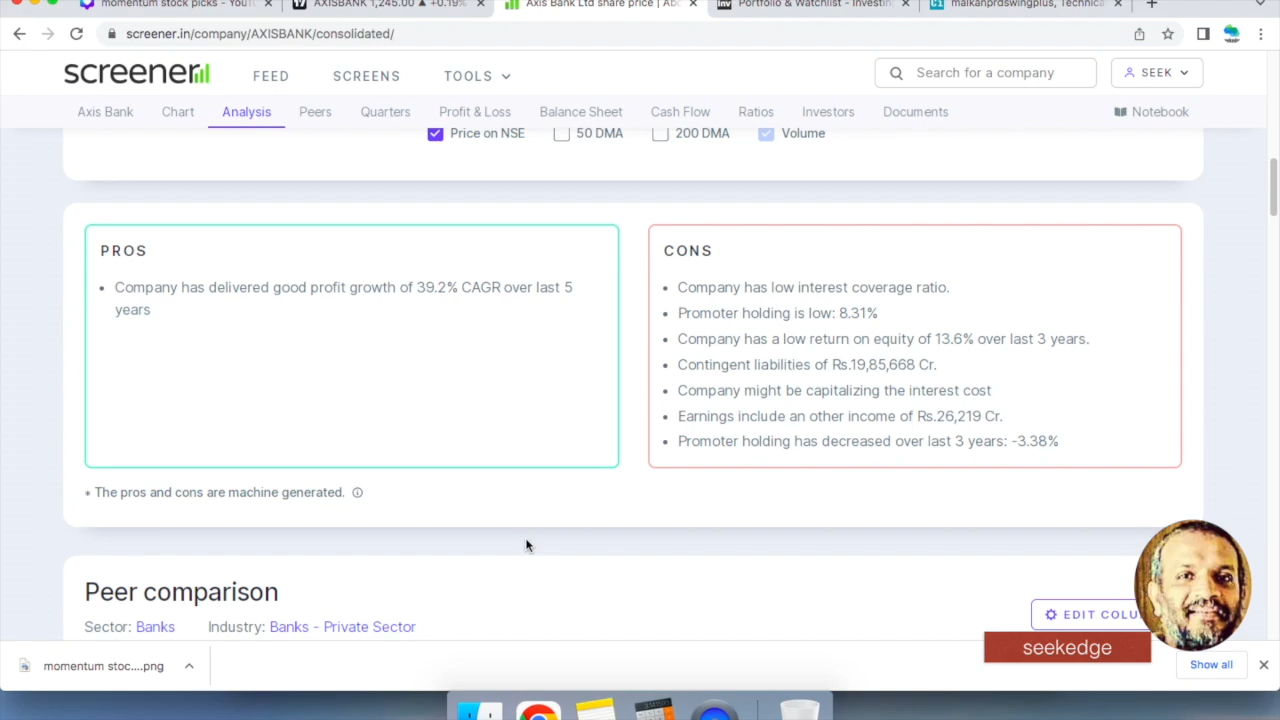 momentum stock picks - YouT
AXISBANK 1,245.00 ▲ +0.19%
Axis Bank Ltd share price | Abo
Portfolio & Watchlist - Investin
malkanprdswingplus, Technica
screener.in/company/AXISBANK/consolidated/
screener
FEED
SCREENS
TOOLS
Search for a company
SEEK
Axis Bank
Chart
Analysis
Peers
Quarters
Profit & Loss
Balance Sheet
Cash Flow
Ratios
Investors
Documents
Notebook
Price on NSE
50 DMA
200 DMA
Volume
PROS
• Company has delivered good profit growth of 39.2% CAGR over last 5
years
CONS
• Company has low interest coverage ratio.
• Promoter holding is low: 8.31%
• Company has a low return on equity of 13.6% over last 3 years.
• Contingent liabilities of Rs.19,85,668 Cr.
• Company might be capitalizing the interest cost
• Earnings include an other income of Rs.26,219 Cr.
• Promoter holding has decreased over last 3 years: -3.38%
* The pros and cons are machine generated.
Peer comparison
EDIT COLU
Sector: Banks
Industry: Banks - Private Sector
seekedge
momentum stoc....png
Show all